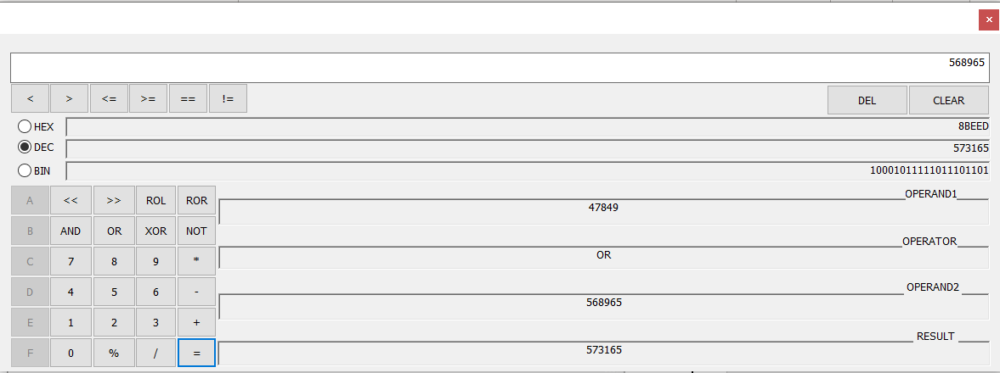 ×
568965
< > <= >= == != DEL CLEAR
HEX 8BEED
DEC 573165
BIN 10001011111011101101
A << >> ROL ROR OPERAND1
47849
B AND OR XOR NOT
OPERATOR
C 7 8 9 * OR
D 4 5 6 - OPERAND2
568965
E 1 2 3 +
RESULT
F 0 % / = 573165